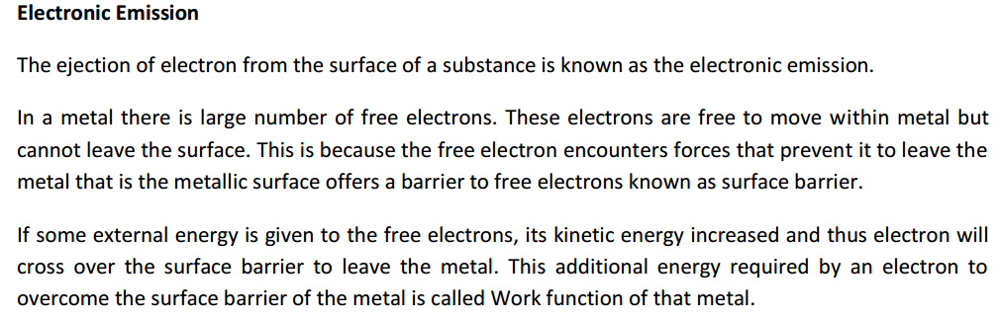 Electronic Emission
The ejection of electron from the surface of a substance is known as the electronic emission.
In a metal there is large number of free electrons. These electrons are free to move within metal but
cannot leave the surface. This is because the free electron encounters forces that prevent it to leave the
metal that is the metallic surface offers a barrier to free electrons known as surface barrier.
If some external energy is given to the free electrons, its kinetic energy increased and thus electron will
cross over the surface barrier to leave the metal. This additional energy required by an electron to
overcome the surface barrier of the metal is called Work function of that metal.